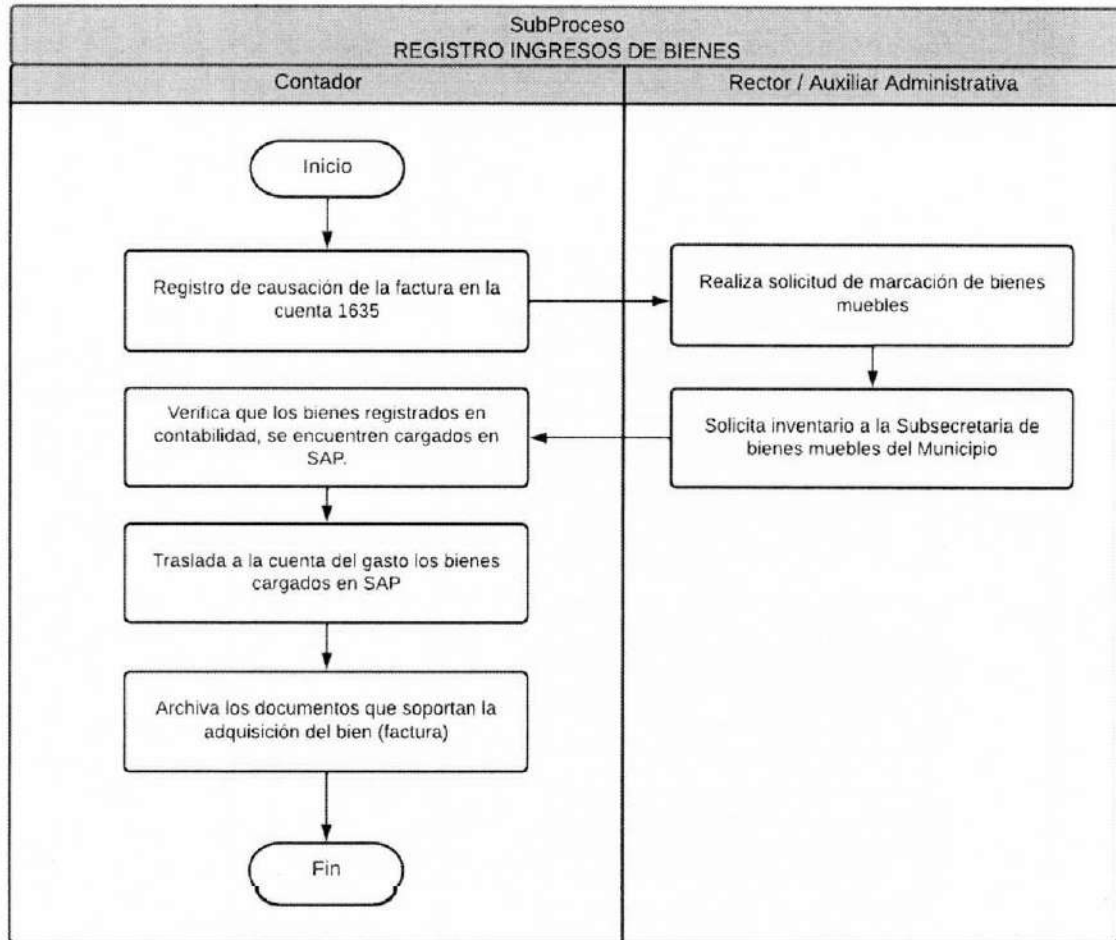 SubProceso
REGISTRO INGRESOS DE BIENES
Contador
Rector / Auxiliar Administrativa
Inicio
Registro de causación de la factura en la
cuenta 1635
Realiza solicitud de marcación de bienes
muebles
Solicita inventario a la Subsecretaria de
bienes muebles del Municipio
Verifica que los bienes registrados en
contabilidad, se encuentren cargados en
SAP.
Traslada a la cuenta del gasto los bienes
cargados en SAP
Archiva los documentos que soportan la
adquisición del bien (factura)
Fin